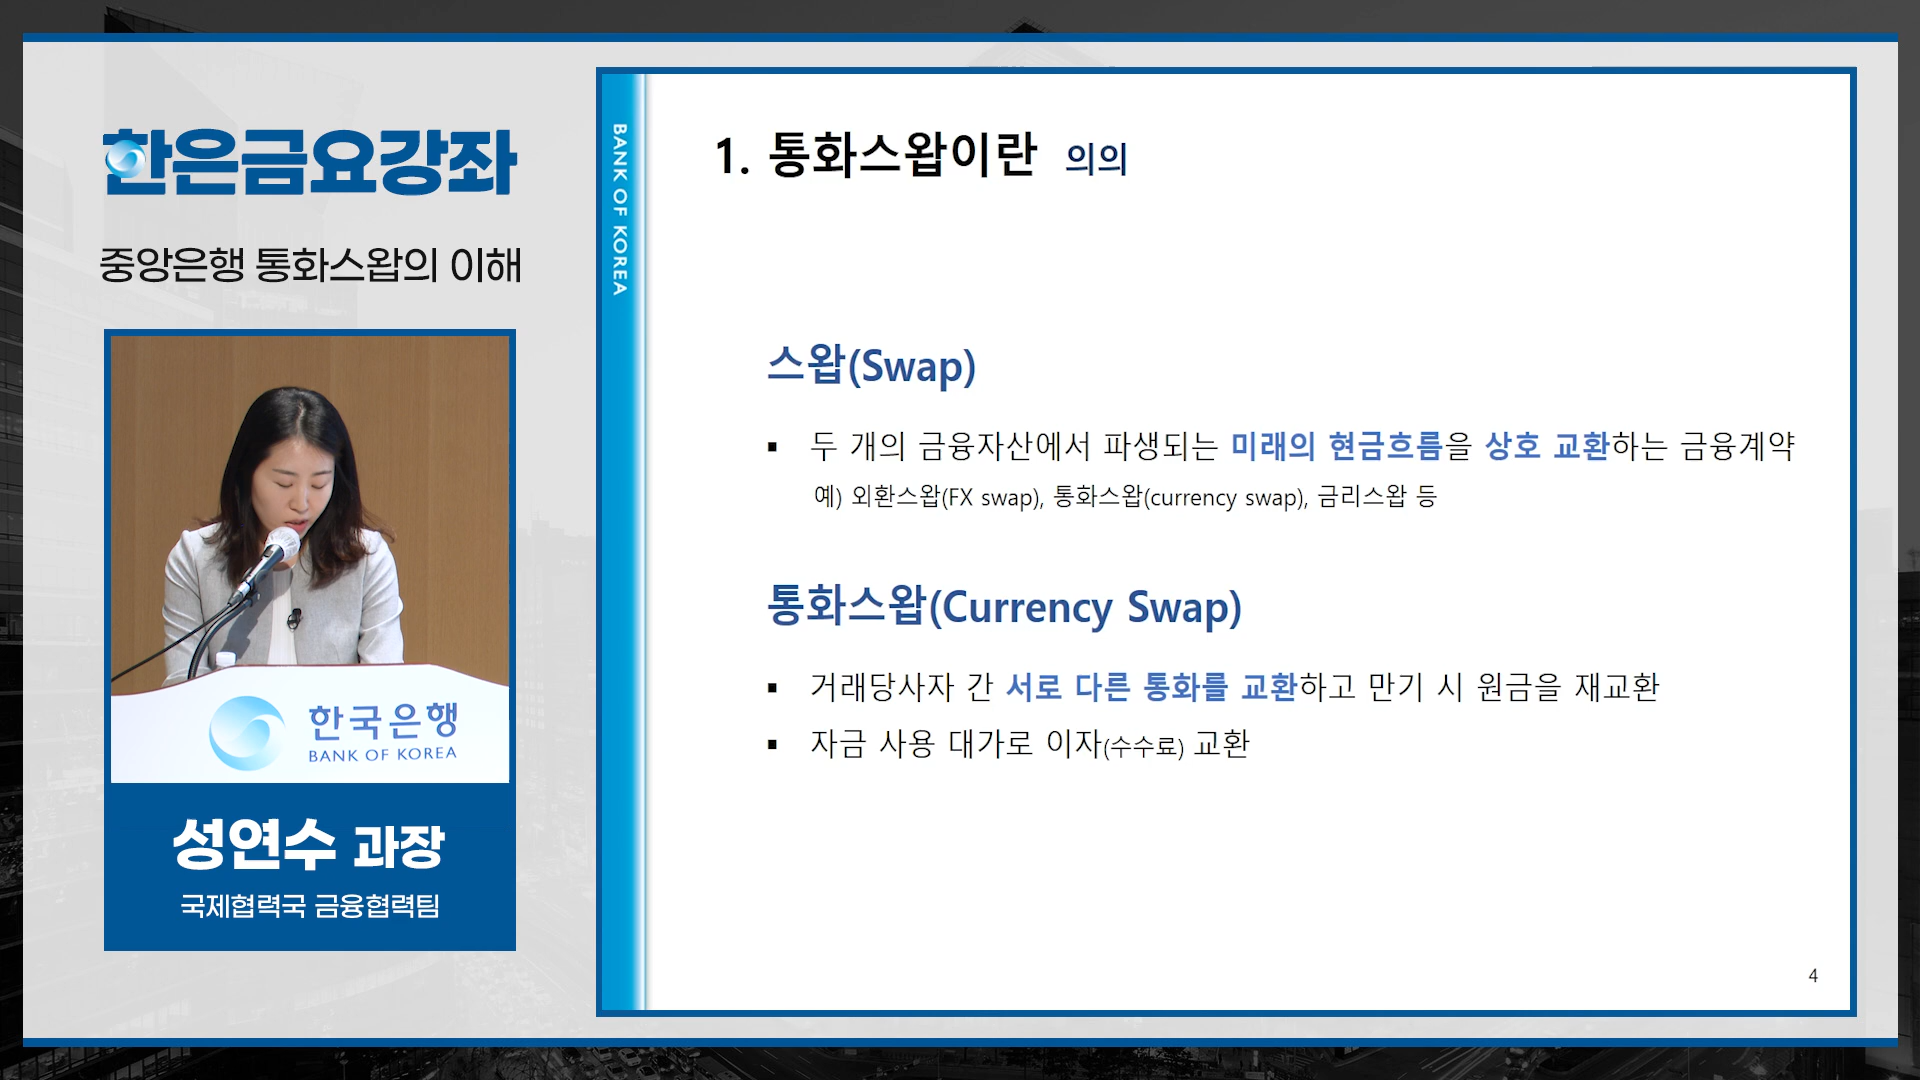 한은금요강좌
중앙은행 통화스왑의 이해
한국은행
BANK OF KOREA
성연수 과장
국제협력국 금융협력팀
BANK OF KOREA
1. 통화스왑이란 의의
스왑(Swap)
▪ 두 개의 금융자산에서 파생되는 미래의 현금흐름을 상호 교환하는 금융계약
예) 외환스왑(FX swap), 통화스왑(currency swap), 금리스왑 등
통화스왑(Currency Swap)
▪ 거래당사자 간 서로 다른 통화를 교환하고 만기 시 원금을 재교환
▪ 자금 사용 대가로 이자(수수료) 교환
4